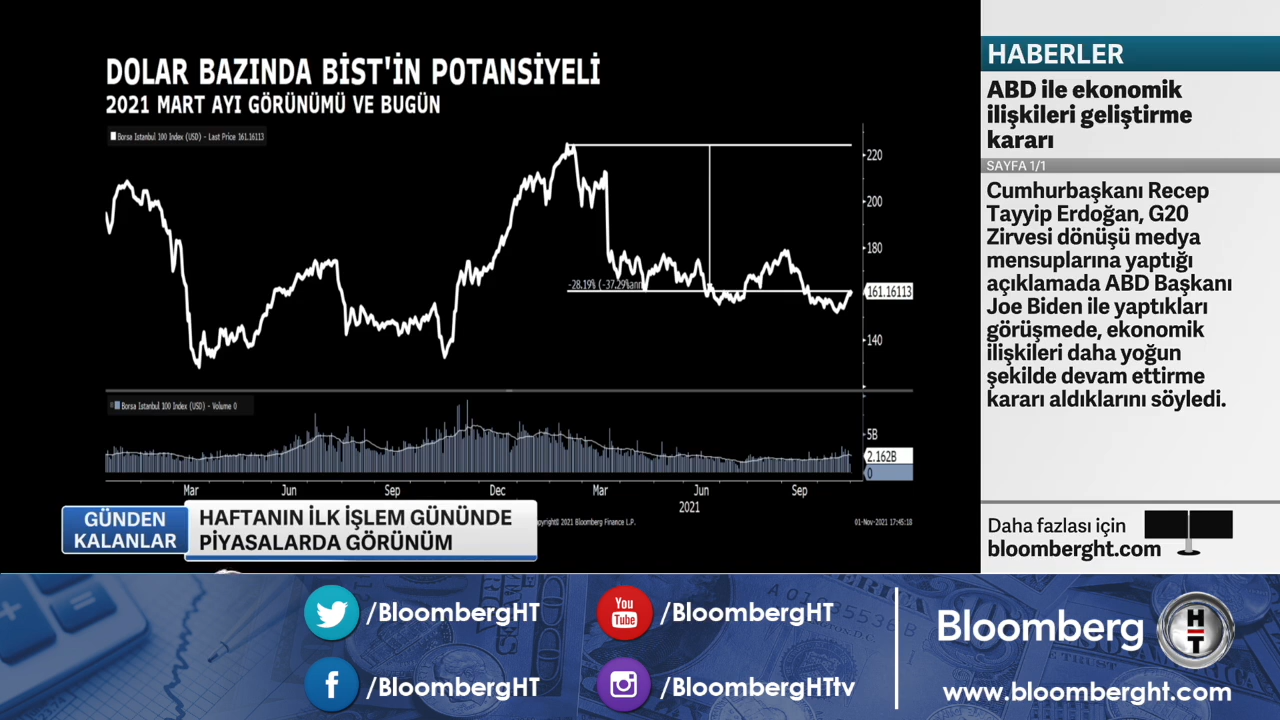 DOLAR BAZINDA BİST'İN POTANSİYELİ
2021 MART AYI GÖRÜNÜMÜ VE BUGÜN
Borsa Istanbul 100 Index (USD) - Last Price 161.16113
220
200
180
161.16113
140
-28.19% (-37.29%ann
Borsa Istanbul 100 Index (USD) - Volume 0
5B
2.162B
0
Mar
Jun
Sep
Dec
Mar
Jun
Sep
2021
2021 Bloomberg Finance L.P.
01-Nov-2021 17:45:18
GÜNDEN
KALANLAR
HAFTANIN İLK İŞLEM GÜNÜNDE
PİYASALARDA GÖRÜNÜM
HABERLER
ABD ile ekonomik
ilişkileri geliştirme
kararı
SAYFA 1/1
Cumhurbaşkanı Recep
Tayyip Erdoğan, G20
Zirvesi dönüşü medya
mensuplarına yaptığı
açıklamada ABD Başkanı
Joe Biden ile yaptıkları
görüşmede, ekonomik
ilişkileri daha yoğun
şekilde devam ettirme
kararı aldıklarını söyledi.
Daha fazlası için
bloomberght.com
/BloombergHT
You
Tube
/BloombergHT
/BloombergHT
/BloombergHTtv
Bloomberg
HT
www.bloomberght.com